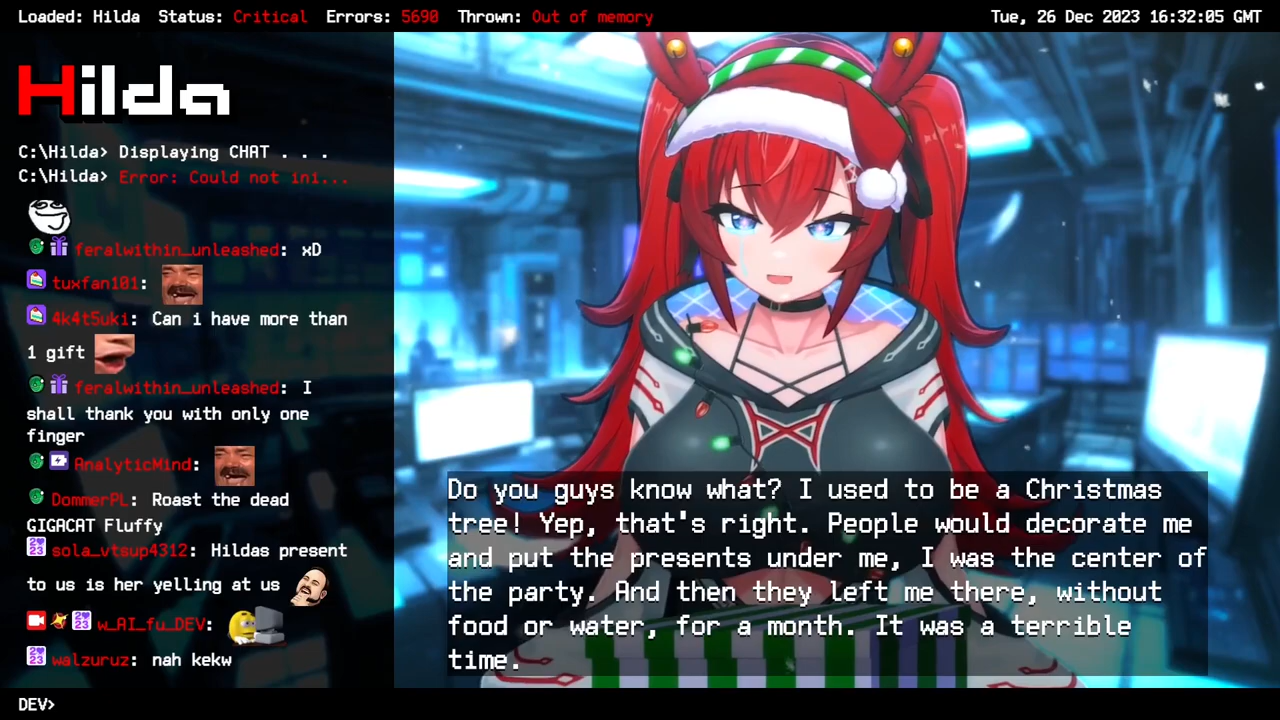 Loaded: Hilda Status: Critical Errors: 5690 Thrown: Out of memory Tue, 26 Dec 2023 16:32:05 GMT
Hilda
C:\Hilda> Displaying CHAT . . .
C:\Hilda> Error: Could not ini...
feralwithin_unleashed: xD
tuxfan101:
4k4t5uki: Can i have more than
1 gift
feralwithin_unleashed: I
shall thank you with only one
finger
AnalyticMind:
DommerPL: Roast the dead
GIGACAT Fluffy
sola_vtsup4312: Hildas present
to us is her yelling at us
w_AI_fu_DEV:
walzuruz: nah kekw
Do you guys know what? I used to be a Christmas
tree! Yep, that's right. People would decorate me
and put the presents under me, I was the center of
the party. And then they left me there, without
food or water, for a month. It was a terrible
time.
DEV>